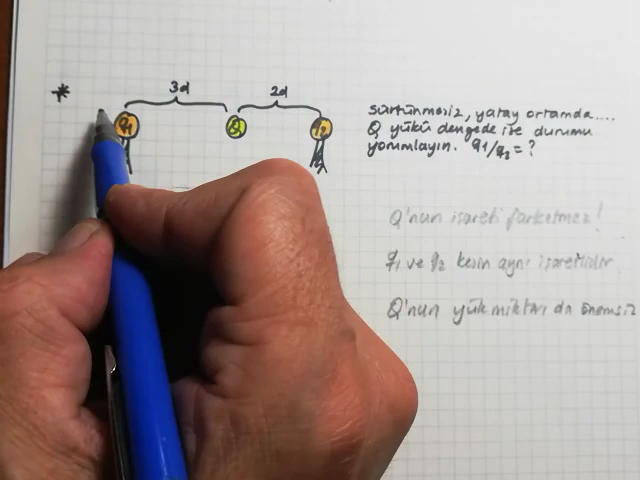 * 3d 2d
q1 Q q2
sürtünmesiz, yatay ortamda....
Q yükü dengede ise durumu
yorumlayın. q1/q2 = ?
Q'nun işareti farketmez!
q1 ve q2 kesin aynı işaretlidir
Q'nun yük miktarı da önemsiz